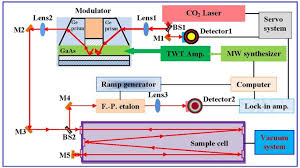 Modulator
CO2 Laser
Servo
system
M2
Lens2
Ge
prism
Ge
prism
Lens1
BS1
M1
Detector1
GaAs
TWT Amp.
MW synthesizer
Ramp generator
Computer
M4
Lens3
F.-P. etalon
Detector2
Lock-in amp.
M3
BS2
Sample cell
M5
Vacuum
system